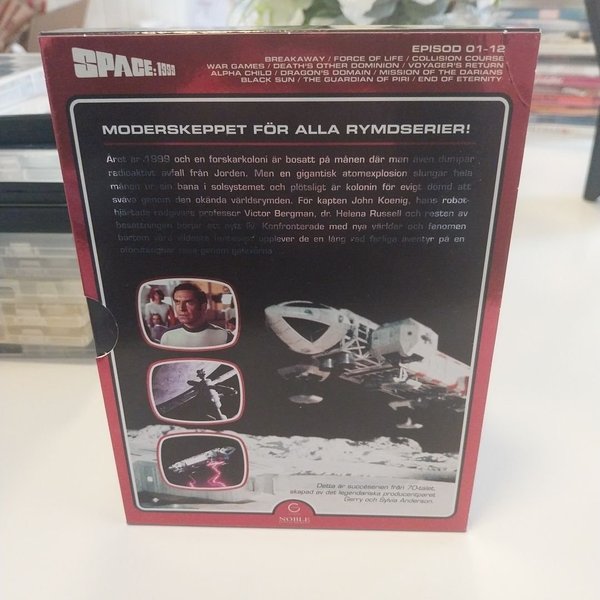 SPACE: 1999
EPISOD 01-12
BREAKAWAY / FORCE OF LIFE / COLLISION COURSE
WAR GAMES / DEATH'S OTHER DOMINION / VOYAGER'S RETURN
ALPHA CHILD / DRAGON'S DOMAIN / MISSION OF THE DARIANS
BLACK SUN / THE GUARDIAN OF PIRI / END OF ETERNITY
MODERSKEPPET FÖR ALLA RYMDSERIER!
Året är 1999 och en forskarkoloni är bosatt på månen där man även dumpar
radioaktivt avfall från Jorden. Men en gigantisk atomexplosion slungar hela
månen ur sin bana i solsystemet och plötsligt är kolonin för evigt dömd att
sväva genom den okända världsrymden. För kapten John Koenig, hans robot-
hjärtade rådgivare professor Victor Bergman, dr. Helena Russell och resten av
besättningen börjar ett nytt liv. Konfronterade med nya världar och fenomen
bortom våra vildaste fantasier upplever de en lång rad farliga äventyr på en
oförutsägbar resa genom galaxerna ...
Detta är succéserien från 70-talet,
skapad av det legendariska producentparet
Gerry och Sylvia Anderson.
NOBLE